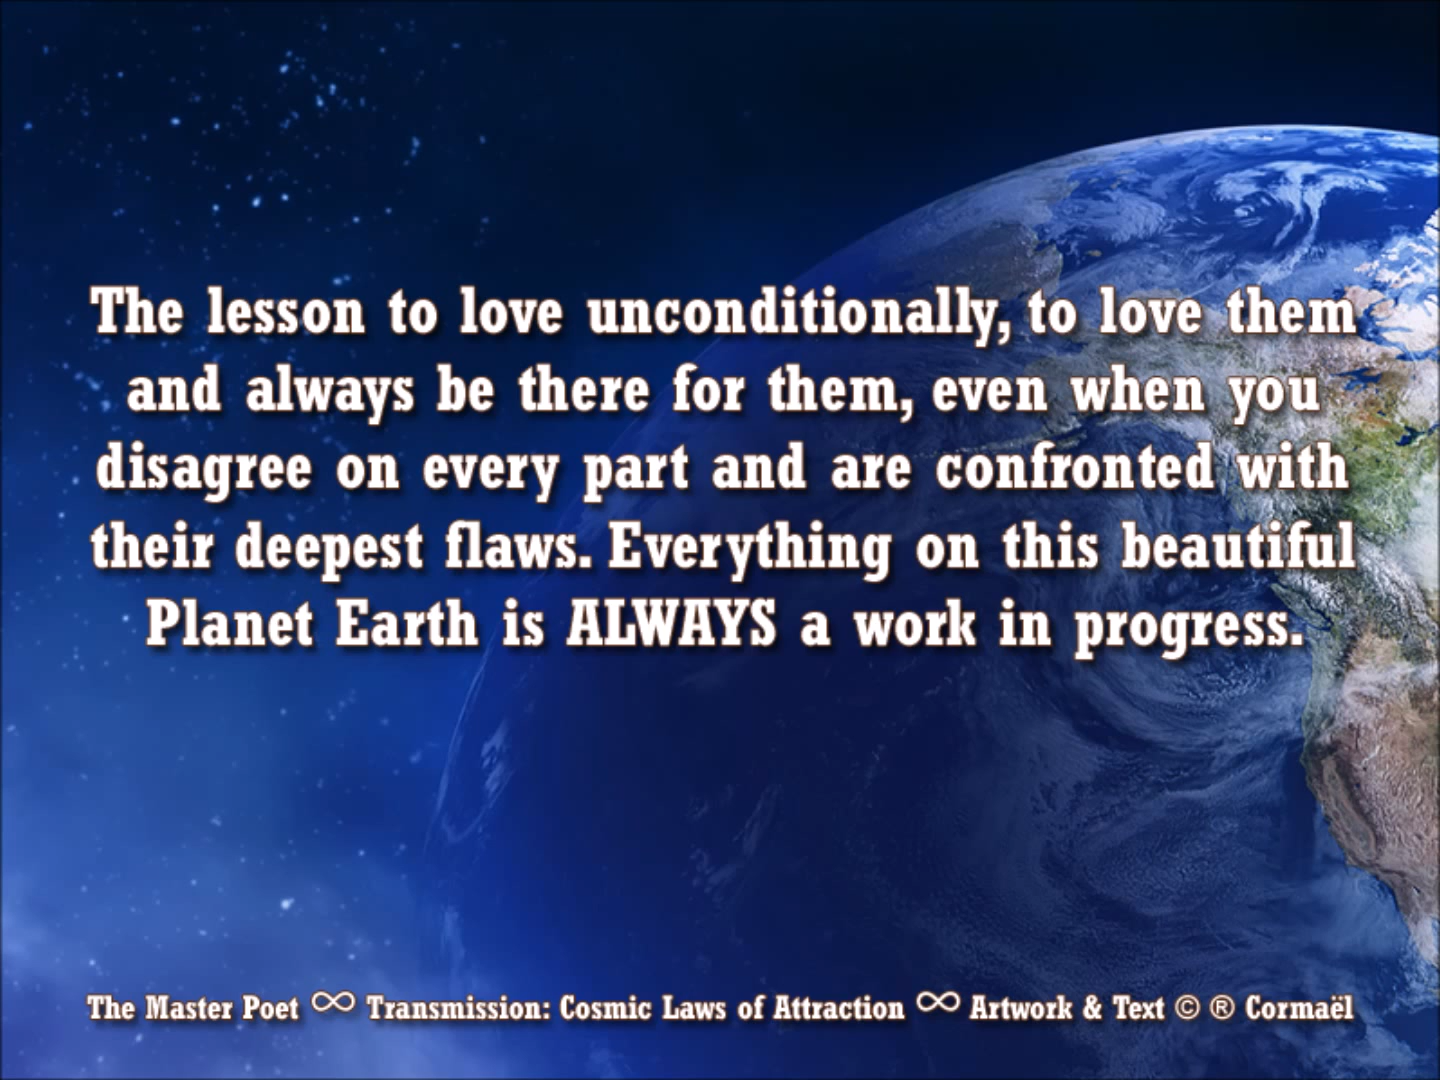 The lesson to love unconditionally, to love them
and always be there for them, even when you
disagree on every part and are confronted with
their deepest flaws. Everything on this beautiful
Planet Earth is ALWAYS a work in progress.
The Master Poet ∞ Transmission: Cosmic Laws of Attraction ∞ Artwork & Text © ® Cormaël